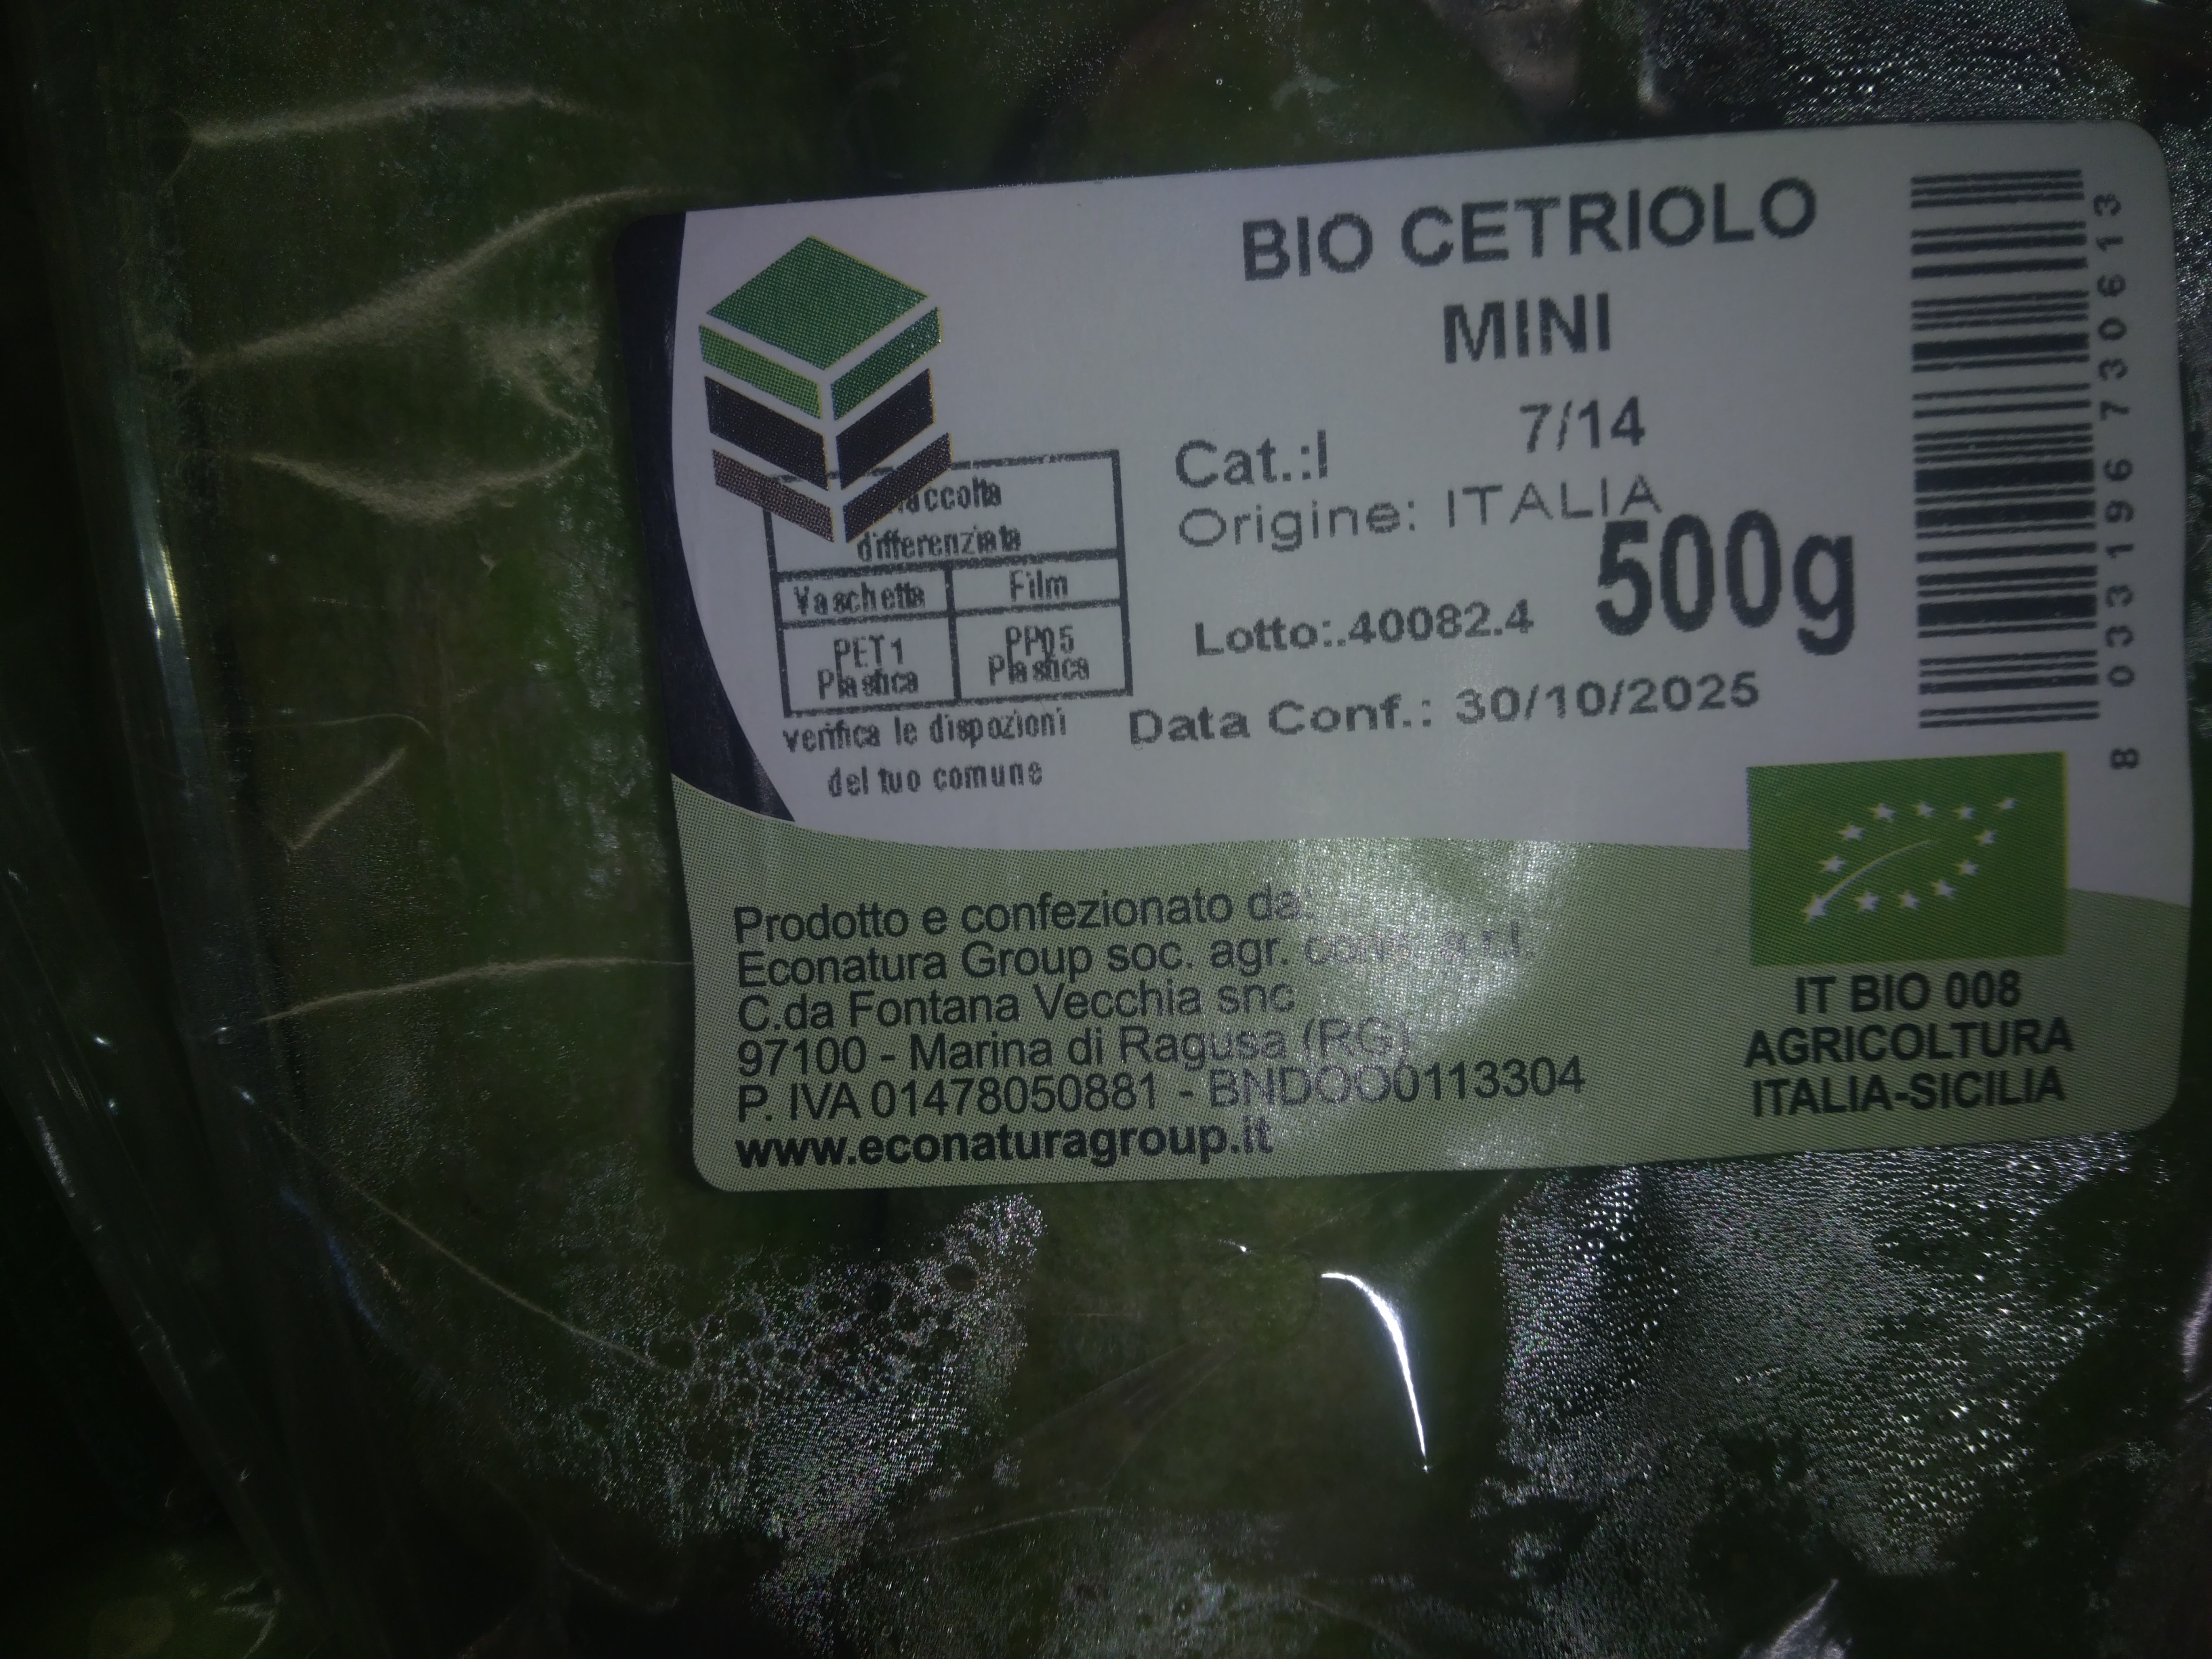 BIO CETRIOLO
MINI
7/14
Cat.:I
Origine: ITALIA
500g
Lotto:.40082.4
Data Conf.: 30/10/2025
differenziata
Vaschetta Film
PET1 PP05
Plastica Plastica
verifica le dispozioni
del tuo comune
8 033196 730613
Prodotto e confezionato da:
Econatura Group soc. agr. a.r.l.
C.da Fontana Vecchia snc
97100 - Marina di Ragusa (RG)
P. IVA 01478050881 - BNDOO0113304
www.econaturagroup.it
IT BIO 008
AGRICOLTURA
ITALIA-SICILIA